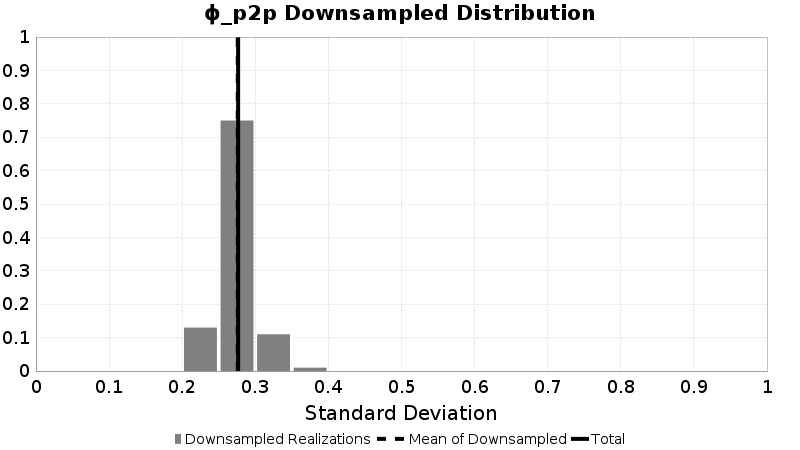 ϕ_p2p Downsampled Distribution
1
0.9
0.8
0.7
0.6
0.5
0.4
0.3
0.2
0.1
0
0 0.1 0.2 0.3 0.4 0.5 0.6 0.7 0.8 0.9 1
Standard Deviation
Downsampled Realizations Mean of Downsampled Total